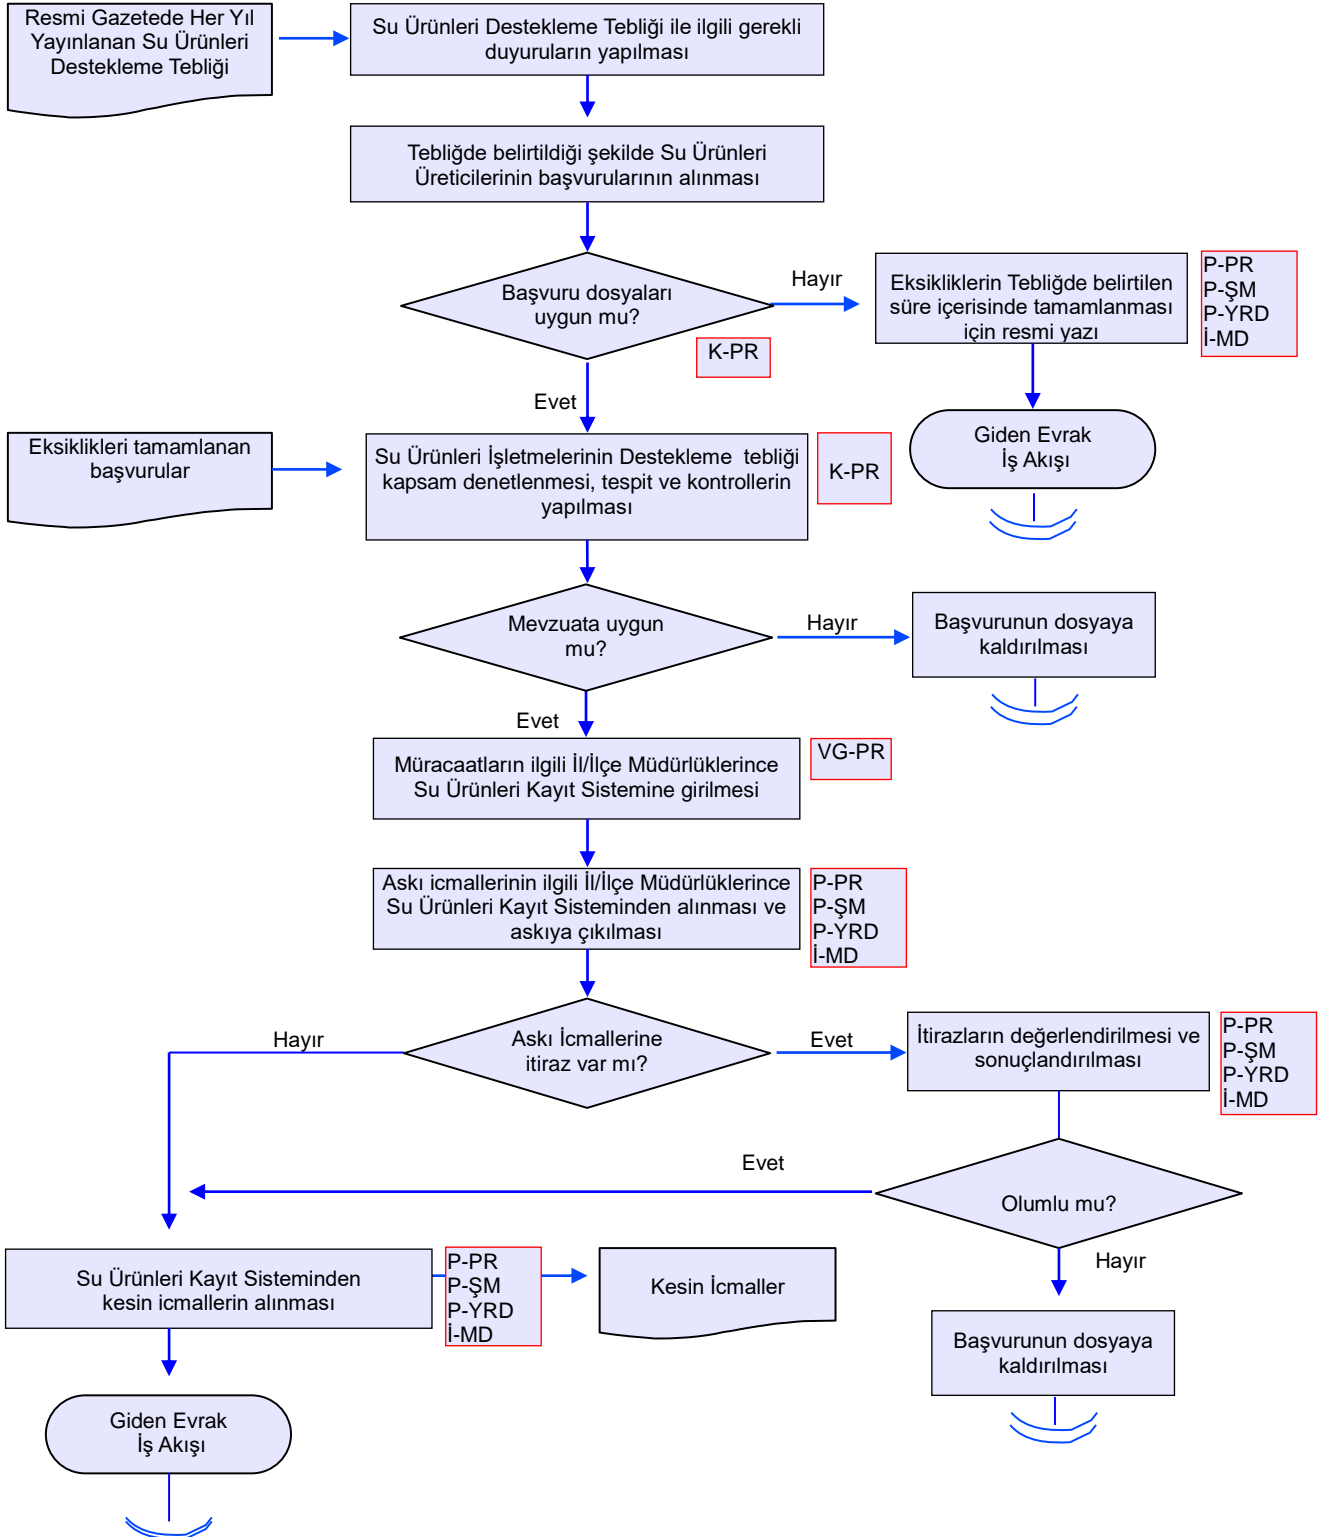 Resmi Gazetede Her Yıl
Yayınlanan Su Ürünleri
Destekleme Tebliği
Su Ürünleri Destekleme Tebliği ile ilgili gerekli
duyuruların yapılması
Tebliğde belirtildiği şekilde Su Ürünleri
Üreticilerinin başvurularının alınması
Başvuru dosyaları
uygun mu?
Hayır
K-PR
Evet
Eksikliklerin Tebliğde belirtilen
süre içerisinde tamamlanması
için resmi yazı
P-PR
P-ŞM
P-YRD
İ-MD
Giden Evrak
İş Akışı
Eksiklikleri tamamlanan
başvurular
Su Ürünleri İşletmelerinin Destekleme tebliği
kapsam denetlenmesi, tespit ve kontrollerin
yapılması
K-PR
Mevzuata uygun
mu?
Hayır
Başvurunun dosyaya
kaldırılması
Evet
Müracaatların ilgili İl/İlçe Müdürlüklerince
Su Ürünleri Kayıt Sistemine girilmesi
VG-PR
Askı icmallerinin ilgili İl/İlçe Müdürlüklerince
Su Ürünleri Kayıt Sisteminden alınması ve
askıya çıkılması
P-PR
P-ŞM
P-YRD
İ-MD
Hayır
Askı İcmallerine
itiraz var mı?
Evet
İtirazların değerlendirilmesi ve
sonuçlandırılması
P-PR
P-ŞM
P-YRD
İ-MD
Evet
Olumlu mu?
Hayır
Su Ürünleri Kayıt Sisteminden
kesin icmallerin alınması
P-PR
P-ŞM
P-YRD
İ-MD
Kesin İcmaller
Başvurunun dosyaya
kaldırılması
Giden Evrak
İş Akışı